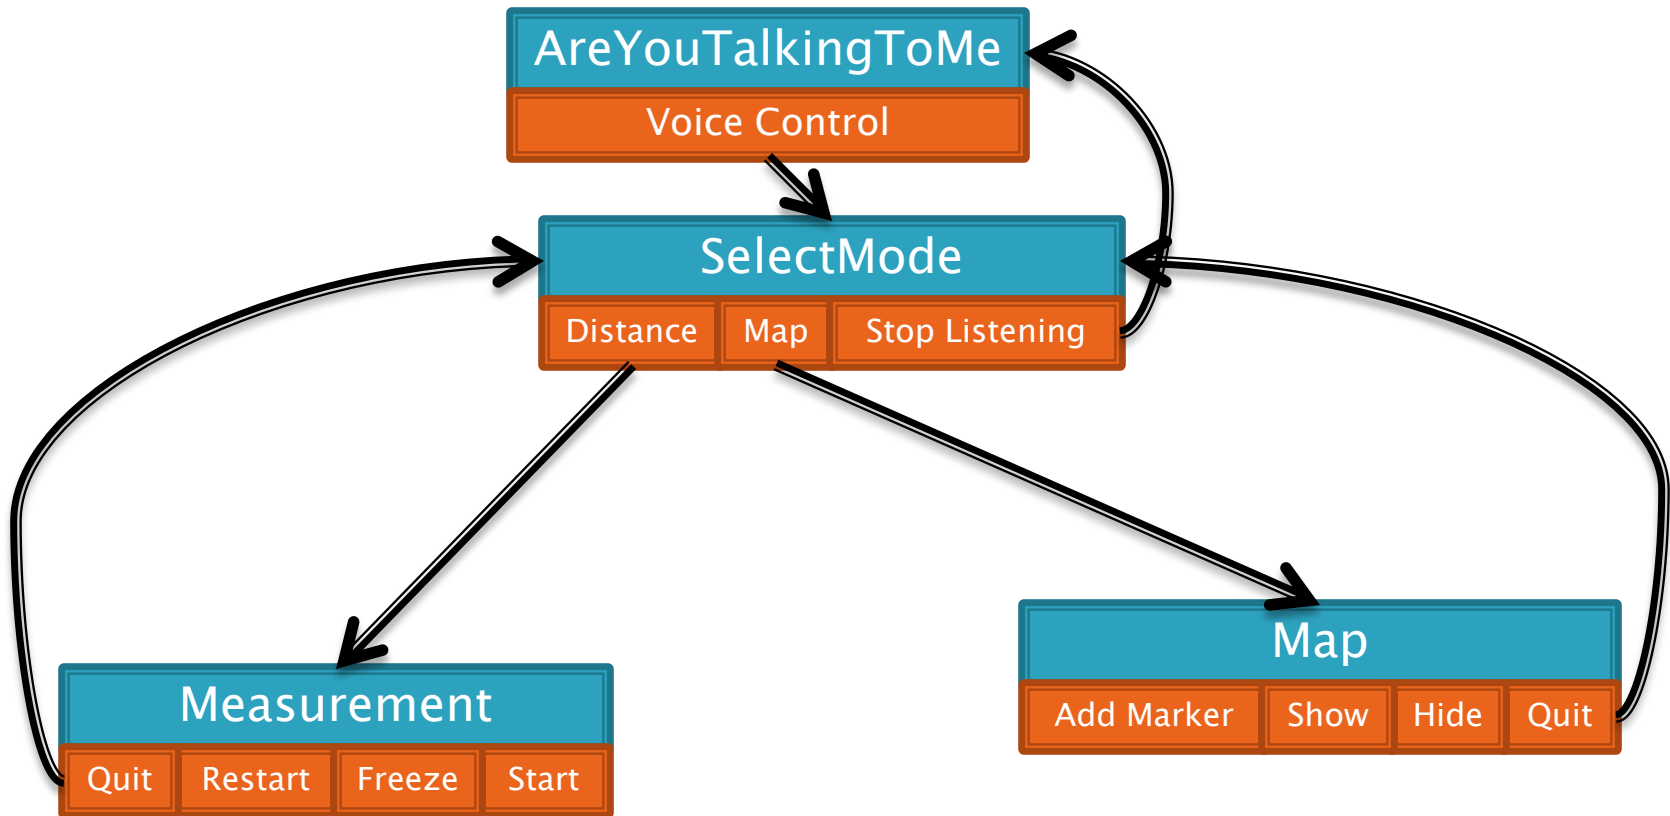 AreYouTalkingToMe
Voice Control
SelectMode
Distance Map Stop Listening
Map
Add Marker Show Hide Quit
Measurement
Quit Restart Freeze Start